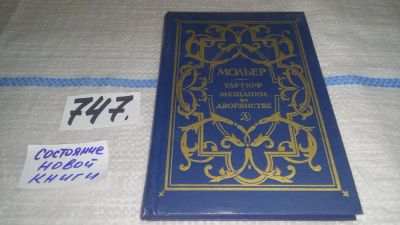 747.
СОСТОЯНИЕ
НОВОЙ
КНИГИ
МОЛЬЕР
ТАРТЮФ
МЕЩАНИН ВО
ДВОРЯНСТВЕ